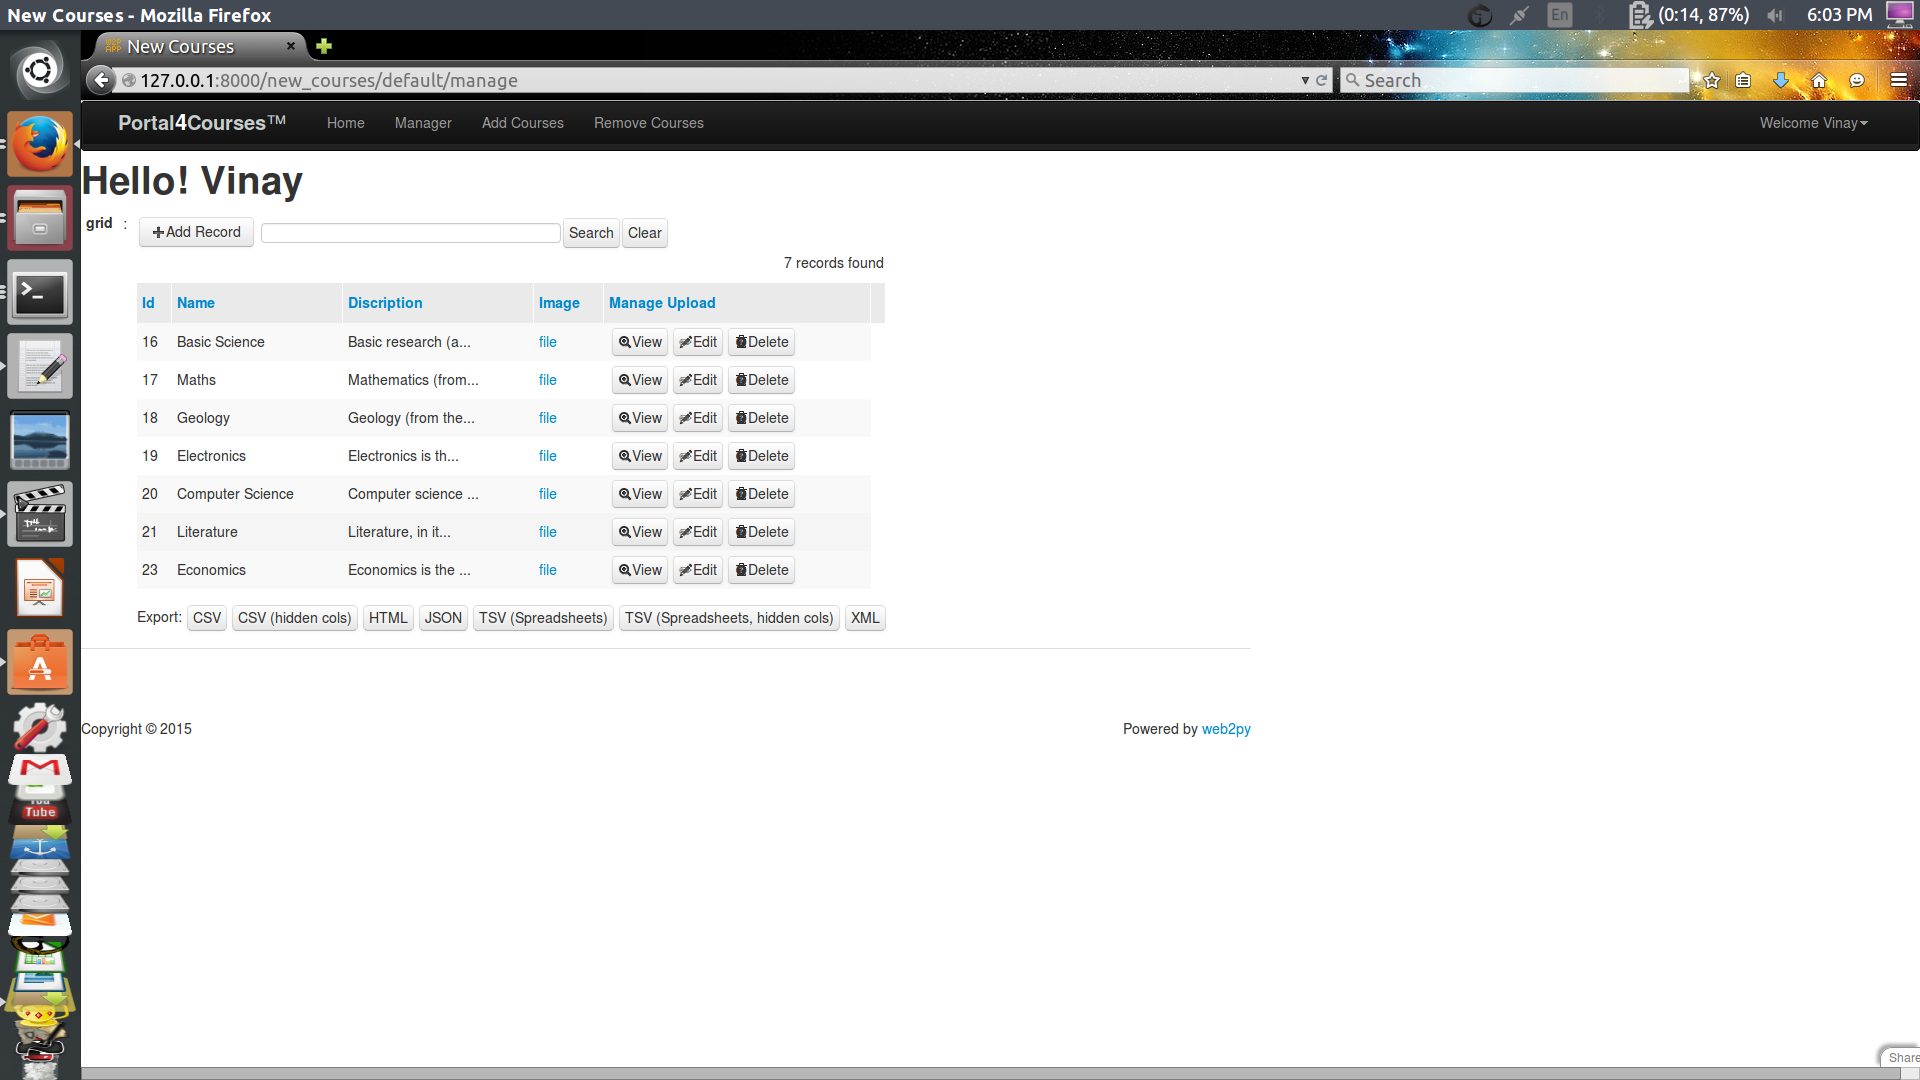 New Courses - Mozilla Firefox
En (0:14, 87%) 6:03 PM
New Courses
127.0.0.1:8000/new_courses/default/manage Search
Portal4Courses™ Home Manager Add Courses Remove Courses Welcome Vinay
Hello! Vinay
grid : Add Record Search Clear
7 records found
Id Name Discription Image Manage Upload
16 Basic Science Basic research (a... file View Edit Delete
17 Maths Mathematics (from... file View Edit Delete
18 Geology Geology (from the... file View Edit Delete
19 Electronics Electronics is th... file View Edit Delete
20 Computer Science Computer science ... file View Edit Delete
21 Literature Literature, in it... file View Edit Delete
23 Economics Economics is the ... file View Edit Delete
Export: CSV CSV (hidden cols) HTML JSON TSV (Spreadsheets) TSV (Spreadsheets, hidden cols) XML
Copyright © 2015 Powered by web2py
You
Tube
Share